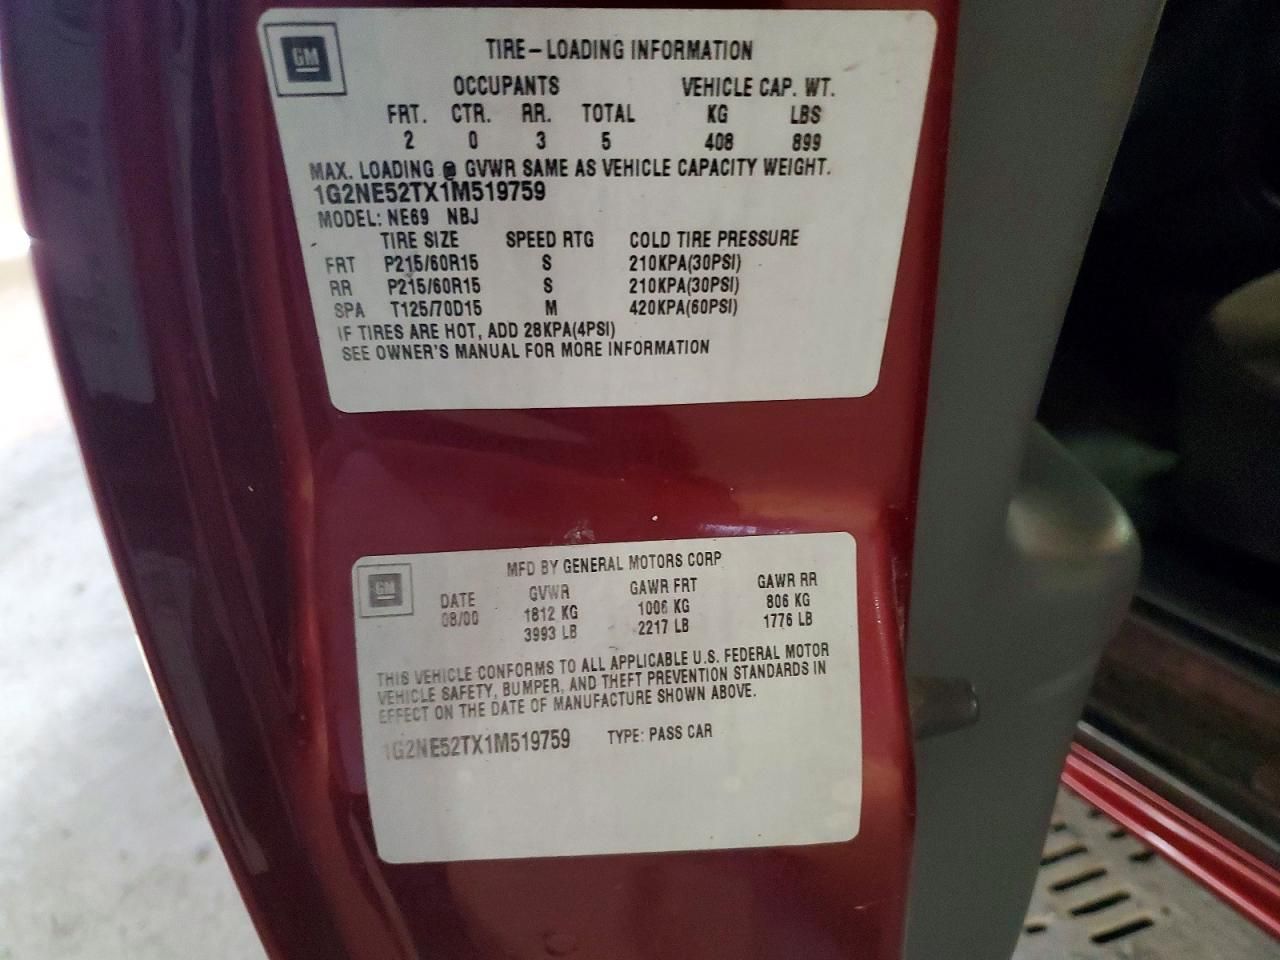 GM
TIRE-LOADING INFORMATION
OCCUPANTS VEHICLE CAP. WT.
FRT. CTR. RR. TOTAL KG LBS
2 0 3 5 408 899
MAX. LOADING @ GVWR SAME AS VEHICLE CAPACITY WEIGHT.
1G2NE52TX1M519759
MODEL: NE69 NBJ
TIRE SIZE SPEED RTG COLD TIRE PRESSURE
FRT P215/60R15 S 210KPA(30PSI)
RR P215/60R15 S 210KPA(30PSI)
SPA T125/70D15 M 420KPA(60PSI)
IF TIRES ARE HOT, ADD 28KPA(4PSI)
SEE OWNER'S MANUAL FOR MORE INFORMATION
GM
MFD BY GENERAL MOTORS CORP
DATE GVWR GAWR FRT GAWR RR
08/00 1812 KG 1006 KG 806 KG
3993 LB 2217 LB 1776 LB
THIS VEHICLE CONFORMS TO ALL APPLICABLE U.S. FEDERAL MOTOR
VEHICLE SAFETY, BUMPER, AND THEFT PREVENTION STANDARDS IN
EFFECT ON THE DATE OF MANUFACTURE SHOWN ABOVE.
1G2NE52TX1M519759 TYPE: PASS CAR